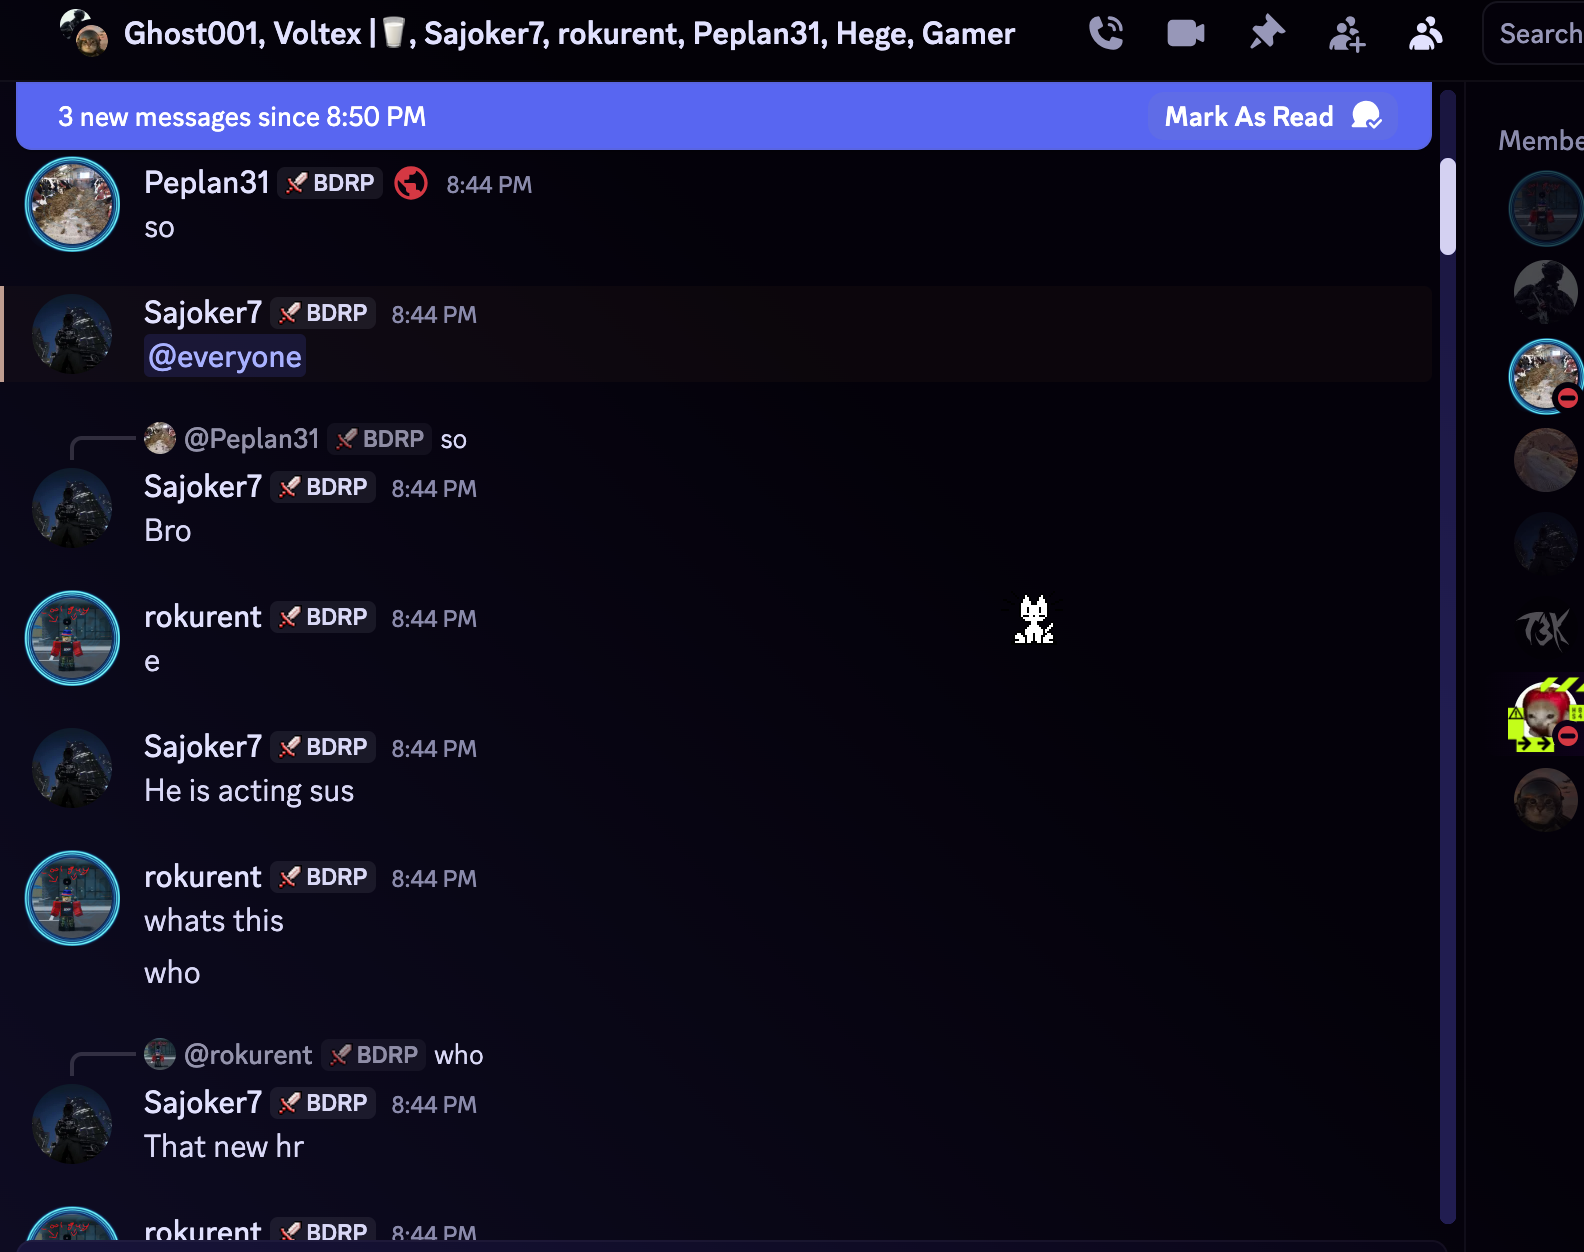 Ghost001, Voltex |🥛, Sajoker7, rokurent, Peplan31, Hege, Gamer
Search
3 new messages since 8:50 PM
Mark As Read
Peplan31 BDRP 8:44 PM
so
Sajoker7 BDRP 8:44 PM
@everyone
@Peplan31 BDRP so
Sajoker7 BDRP 8:44 PM
Bro
rokurent BDRP 8:44 PM
e
Sajoker7 BDRP 8:44 PM
He is acting sus
rokurent BDRP 8:44 PM
whats this
who
@rokurent BDRP who
Sajoker7 BDRP 8:44 PM
That new hr
rokurent BDRP 8:44 PM
Membe
T3K